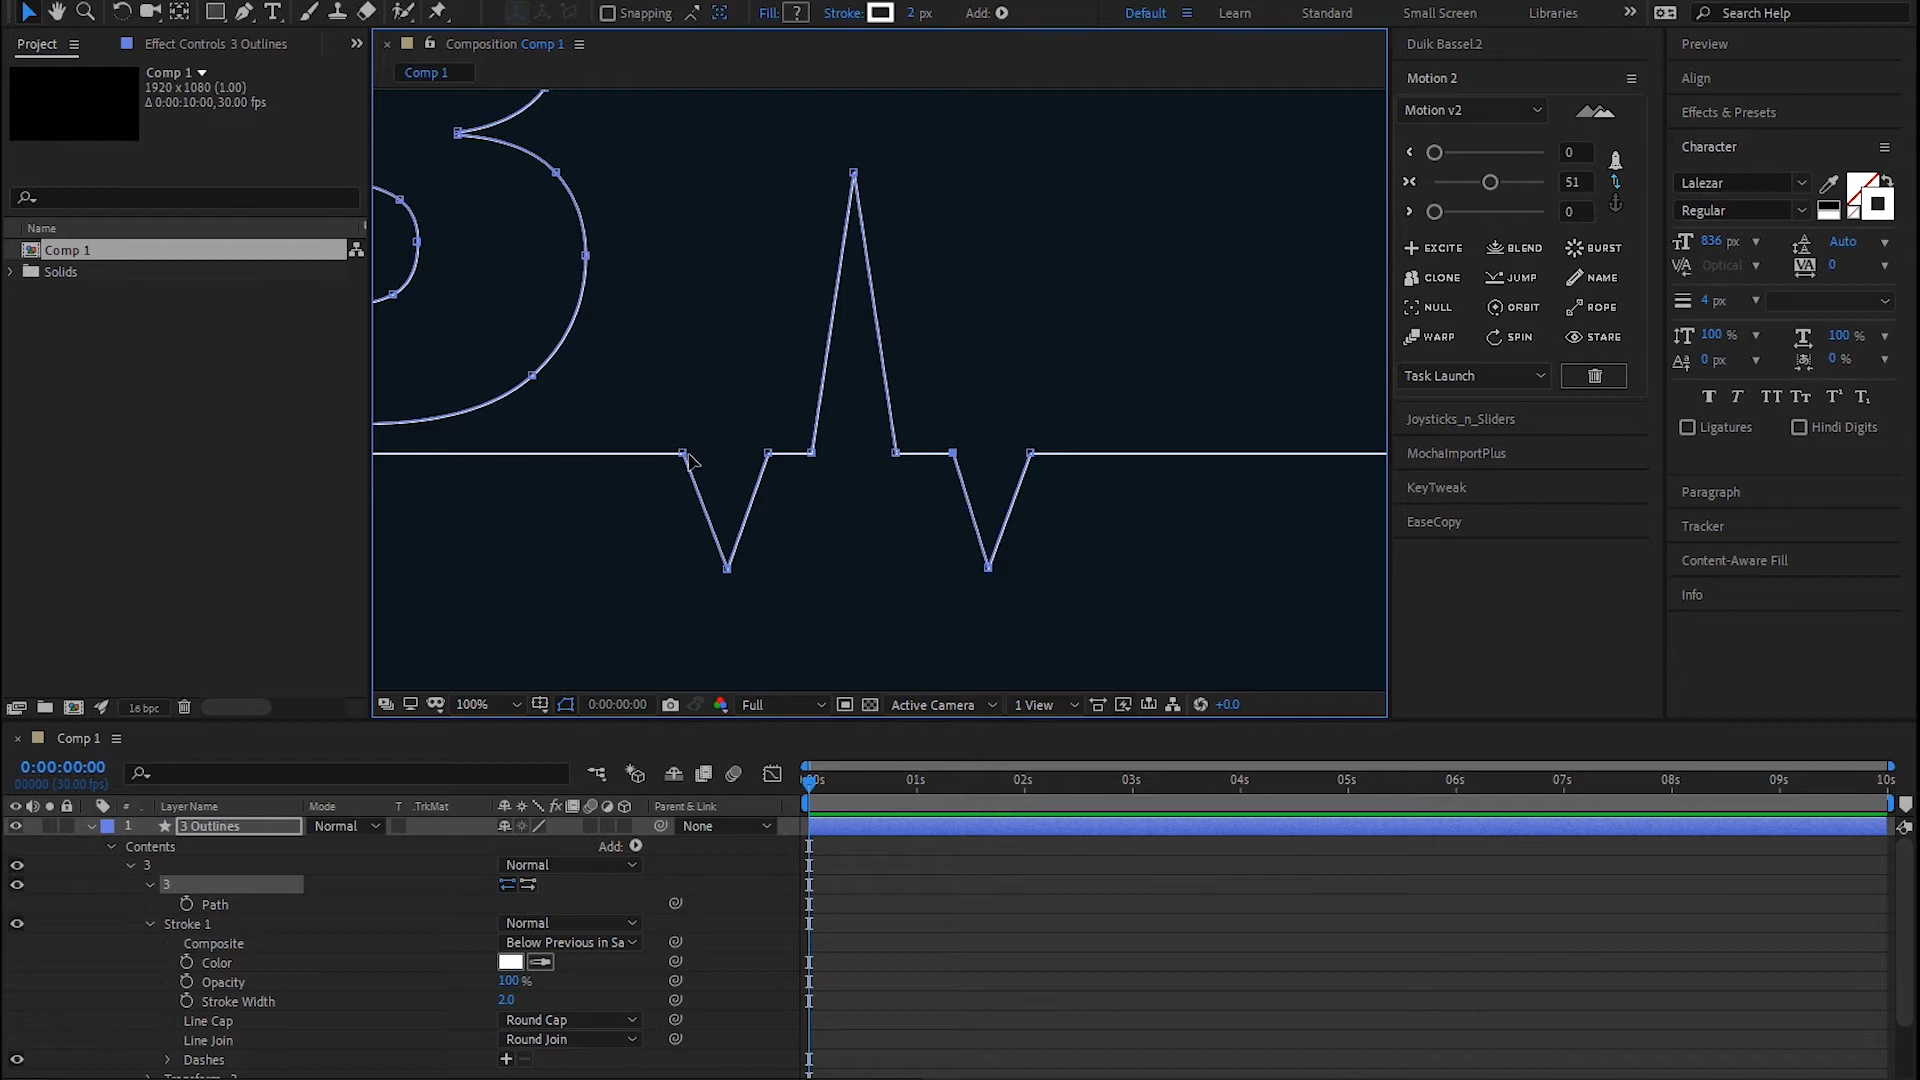 Snapping
Fill: ?
Stroke:
2 px
Add:
Default
Learn
Standard
Small Screen
Libraries
Search Help
Project
Effect Controls 3 Outlines
Composition Comp 1
Duik Bassel.2
Preview
Comp 1
1920 x 1080 (1.00)
Δ 0:00:10:00, 30.00 fps
Comp 1
Motion 2
Align
Motion v2
Effects & Presets
0
Character
51
Lalezar
0
Regular
836 px
Auto
Optical
0
EXCITE
BLEND
BURST
CLONE
JUMP
NAME
4 px
NULL
ORBIT
ROPE
WARP
SPIN
STARE
100 %
100 %
0 px
0 %
Task Launch
T T TT Tт T¹ T₁
Ligatures
Hindi Digits
Joysticks_n_Sliders
MochaImportPlus
KeyTweak
EaseCopy
Paragraph
Tracker
Content-Aware Fill
Info
Name
Comp 1
Solids
16 bpc
100%
0:00:00:00
Full
Active Camera
1 View
+0.0
Comp 1
0:00:00:00
00000 (30.00 fps)
:00s
01s
02s
03s
04s
05s
06s
07s
08s
09s
10s
#
Layer Name
Mode
T
.TrkMat
fx
Parent & Link
1
3 Outlines
Normal
None
Contents
Add:
3
Normal
3
Path
Stroke 1
Normal
Composite
Below Previous in Sa
Color
Opacity
100 %
Stroke Width
2.0
Line Cap
Round Cap
Line Join
Round Join
Dashes